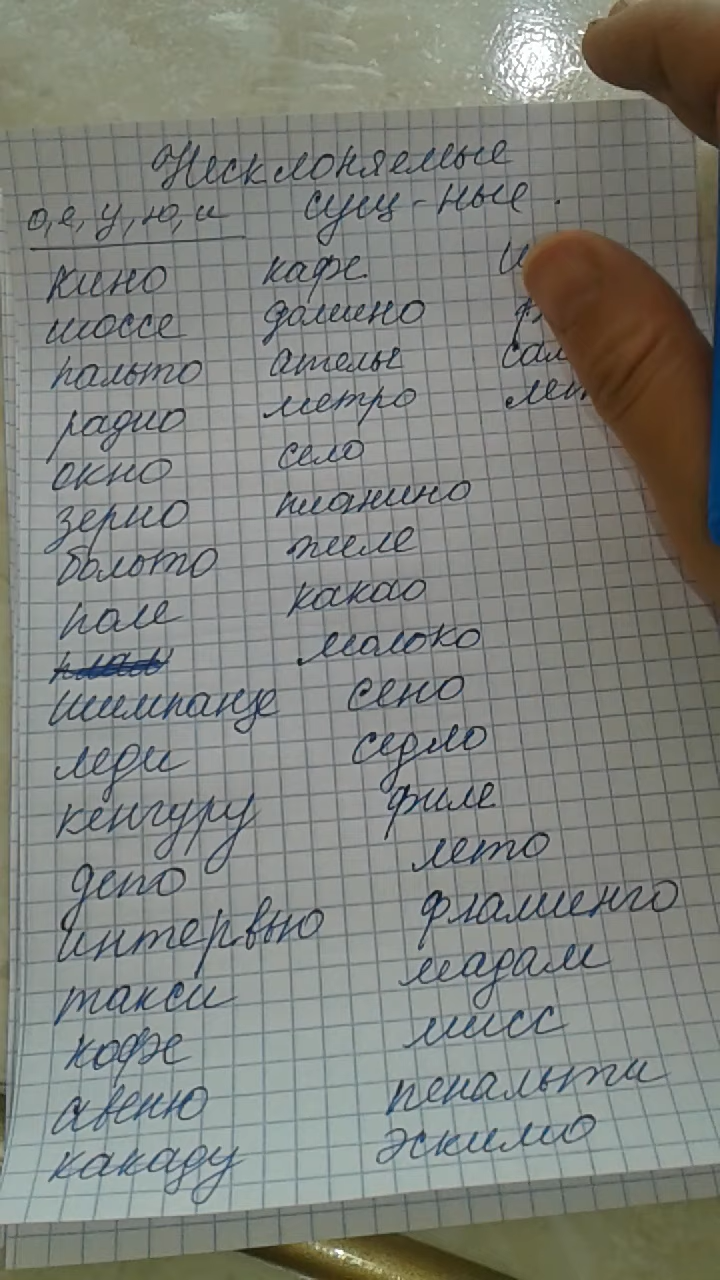 Несклоняемые
о, е, у, ю, и сущ-ные.
кино кафе
шоссе домино
пальто ателье
радио метро
окно село
зерно пианино
больто желе
поле какао
молоко
шимпанзе сено
леди седло
кенгуру филе
депо лето
интервью фламинго
такси мадам
кофе мисс
авеню пенальти
какаду эскимо